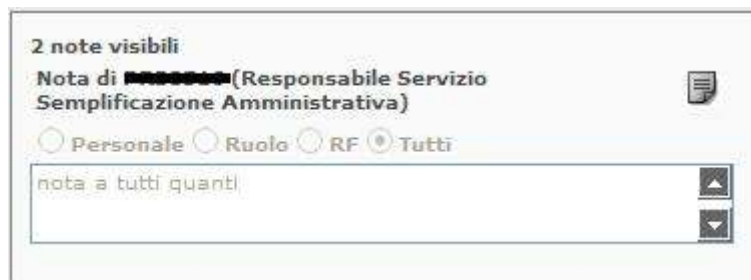 2 note visibili
Nota di (Responsabile Servizio
Semplificazione Amministrativa)
Personale Ruolo RF Tutti
nota a tutti quanti